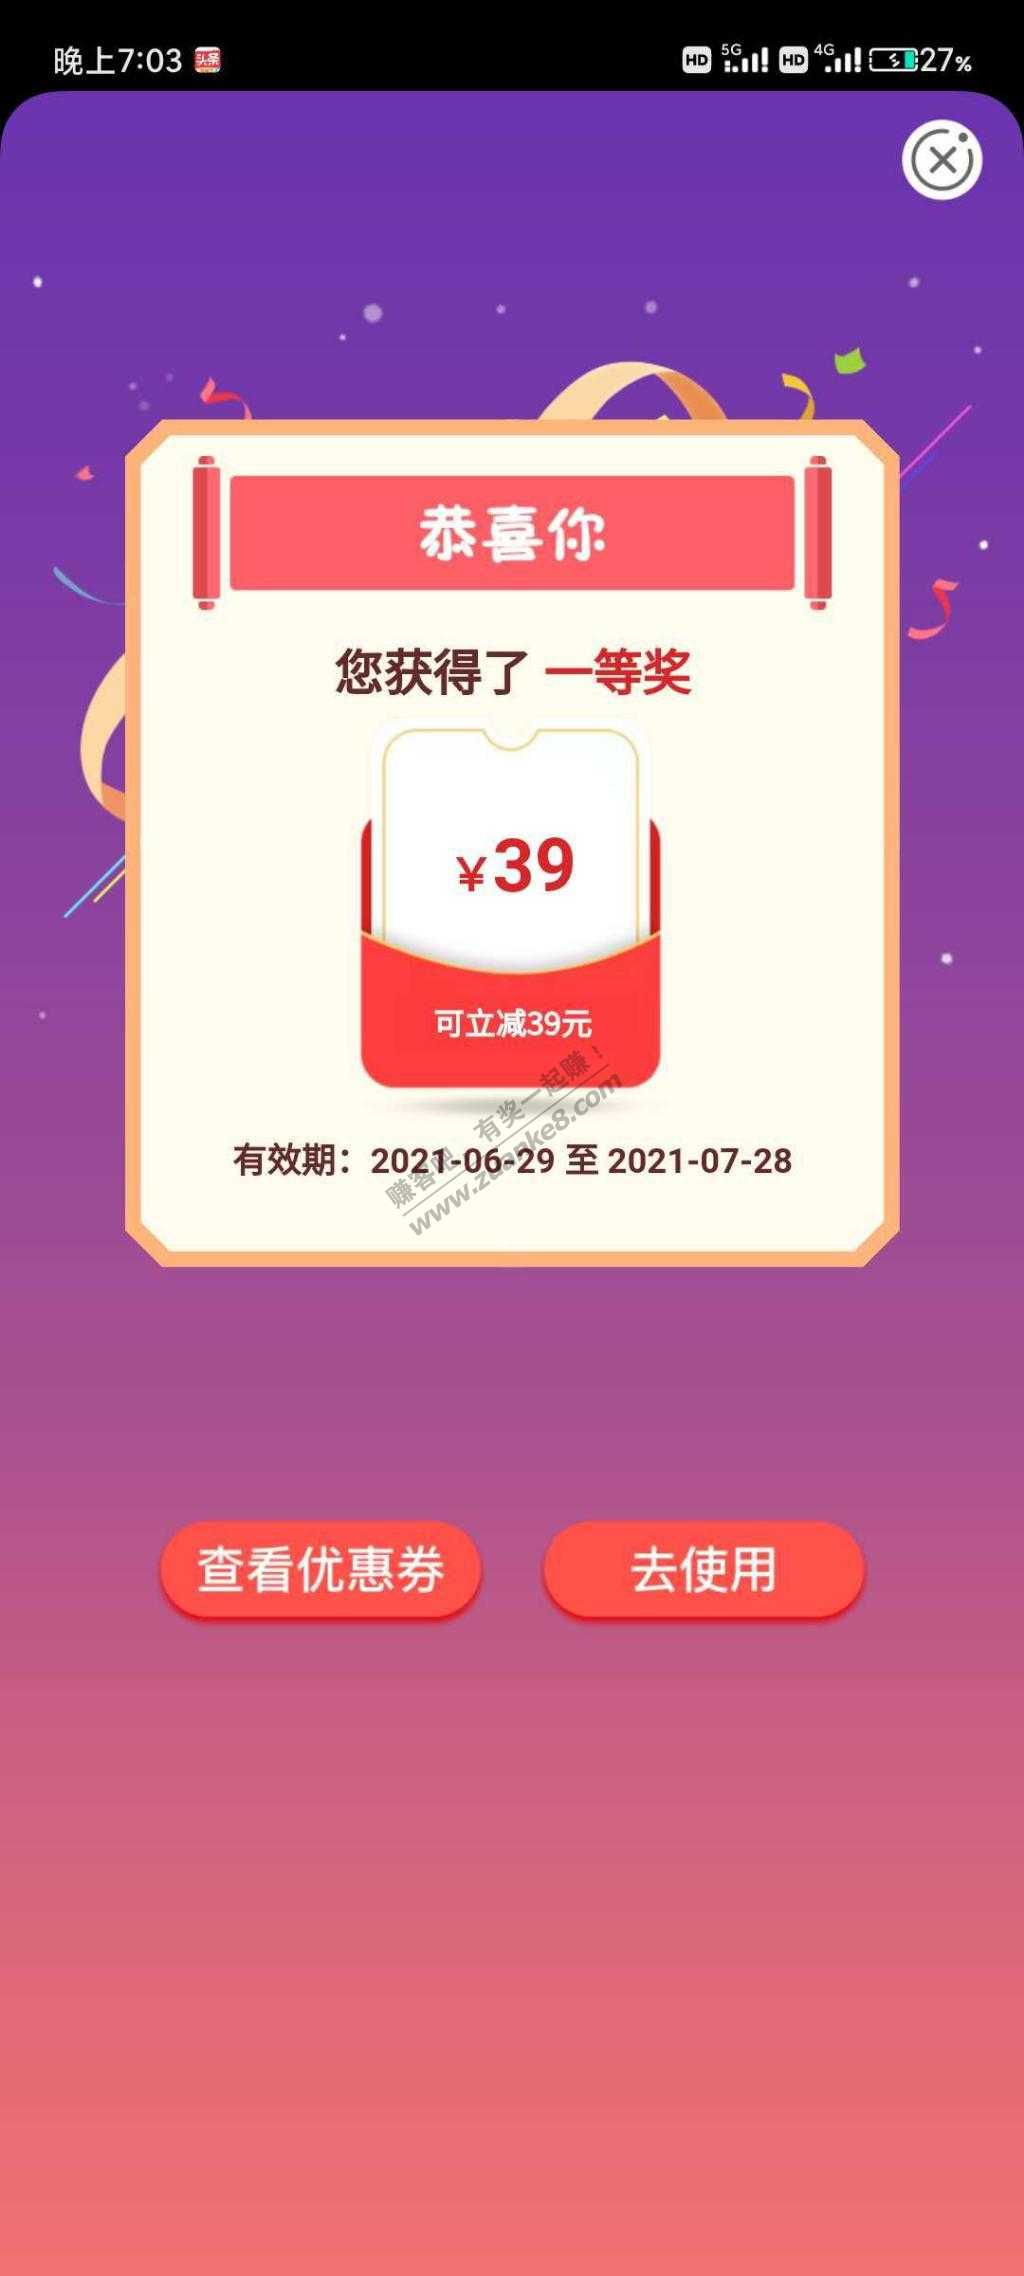 晚上7:03 头条 HD 5G HD 4G 27%
恭喜你
您获得了 一等奖
¥39
可立减39元
赚客吧，有奖一起赚！
www.zuanke8.com
有效期：2021-06-29 至 2021-07-28
查看优惠券 去使用